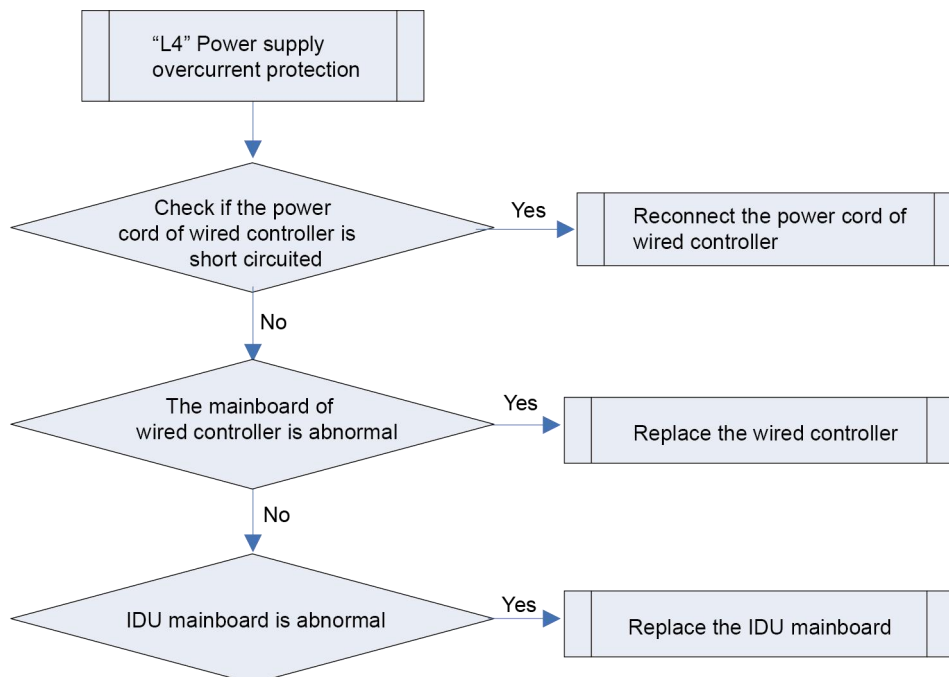 “L4” Power supply
overcurrent protection
Check if the power
cord of wired controller is
short circuited
Yes
Reconnect the power cord of
wired controller
No
The mainboard of
wired controller is abnormal
Yes
Replace the wired controller
No
IDU mainboard is abnormal
Yes
Replace the IDU mainboard